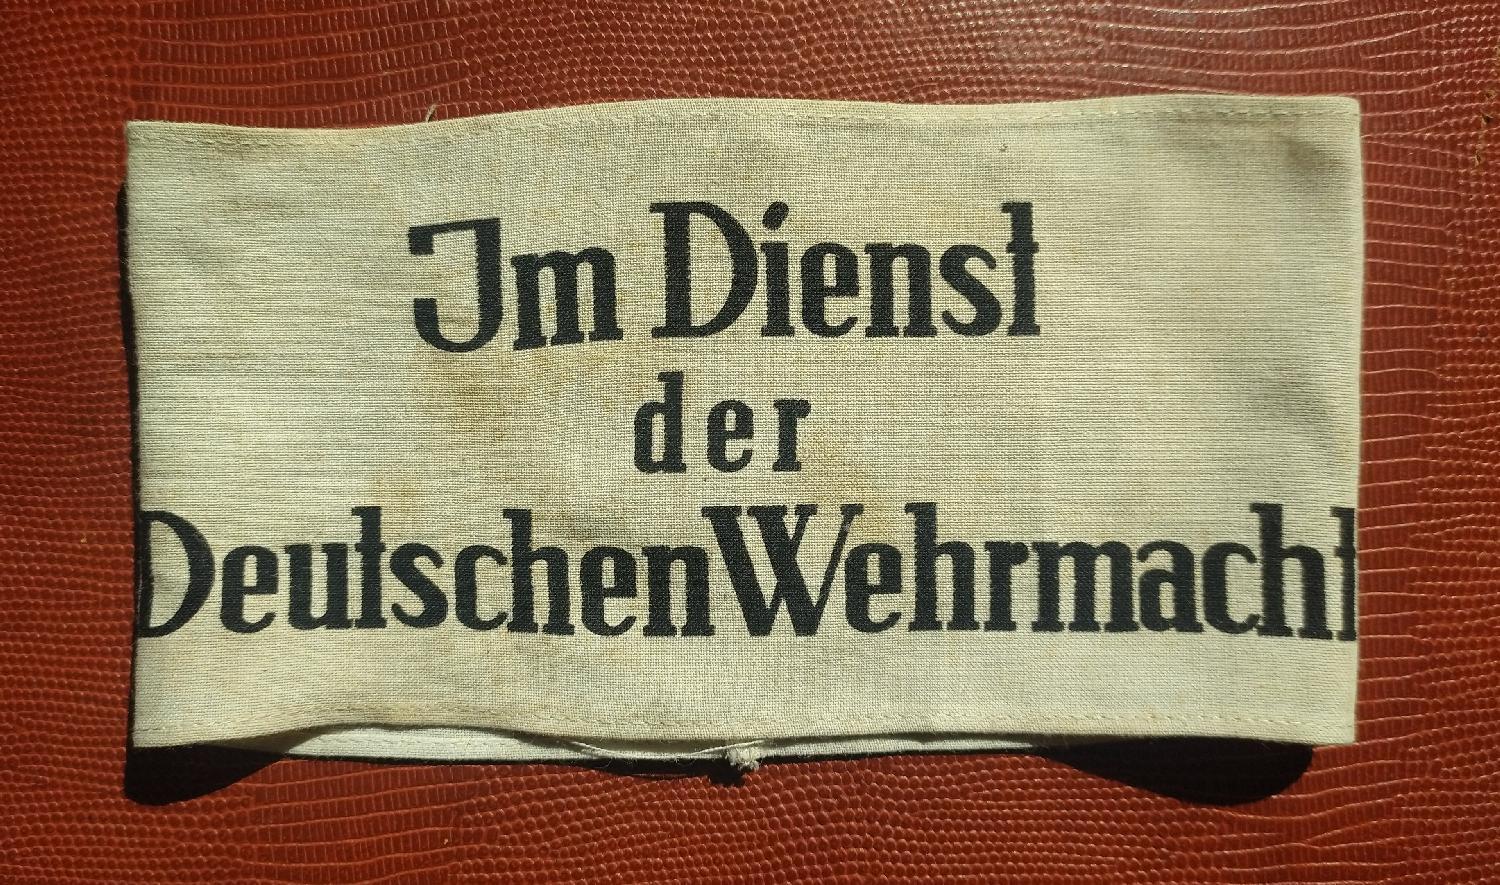 Im Dienst
der
Deutschen Wehrmacht